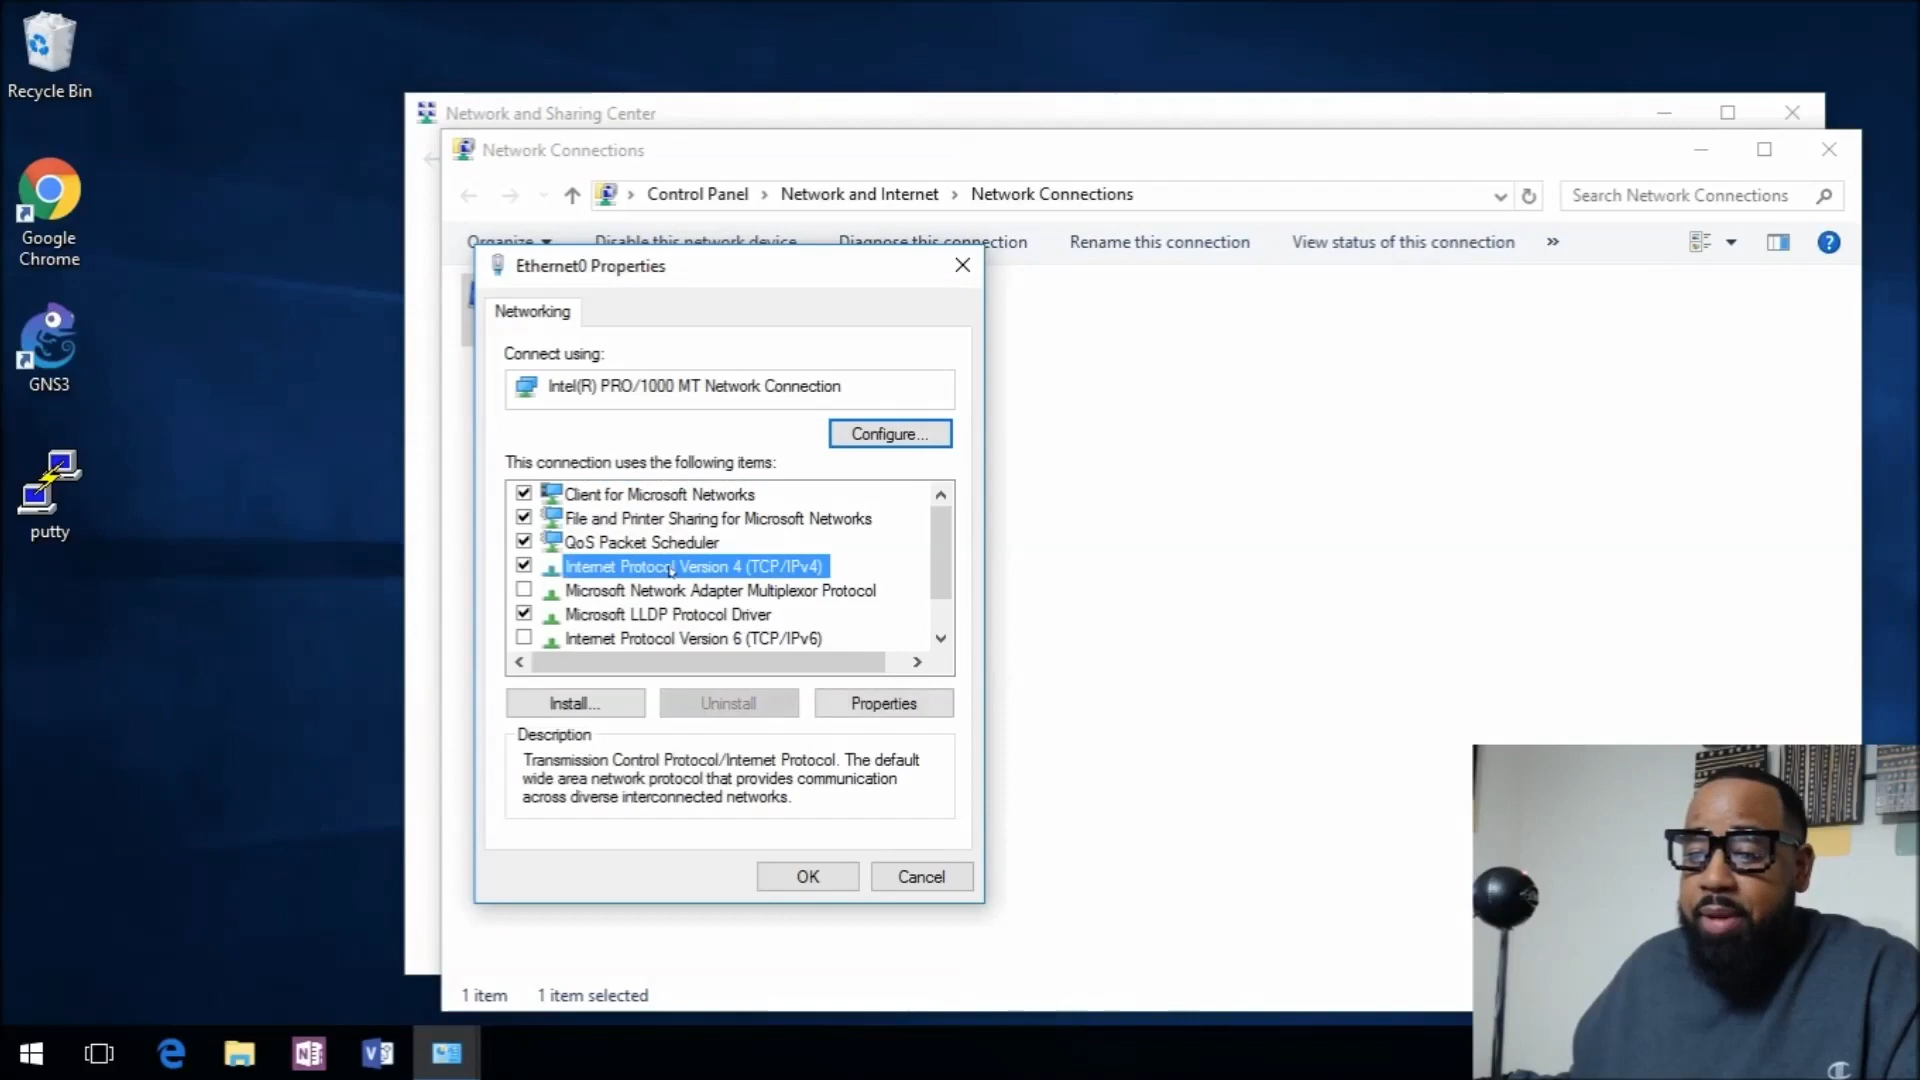 Recycle Bin
Google
Chrome
GNS3
putty
Network and Sharing Center
Network Connections
Control Panel > Network and Internet > Network Connections
Search Network Connections
Organize Disable this network device Diagnose this connection Rename this connection View status of this connection »
Ethernet0 Properties
Networking
Connect using:
Intel(R) PRO/1000 MT Network Connection
Configure...
This connection uses the following items:
Client for Microsoft Networks
File and Printer Sharing for Microsoft Networks
QoS Packet Scheduler
Internet Protocol Version 4 (TCP/IPv4)
Microsoft Network Adapter Multiplexor Protocol
Microsoft LLDP Protocol Driver
Internet Protocol Version 6 (TCP/IPv6)
Install... Uninstall Properties
Description
Transmission Control Protocol/Internet Protocol. The default
wide area network protocol that provides communication
across diverse interconnected networks.
OK Cancel
1 item 1 item selected